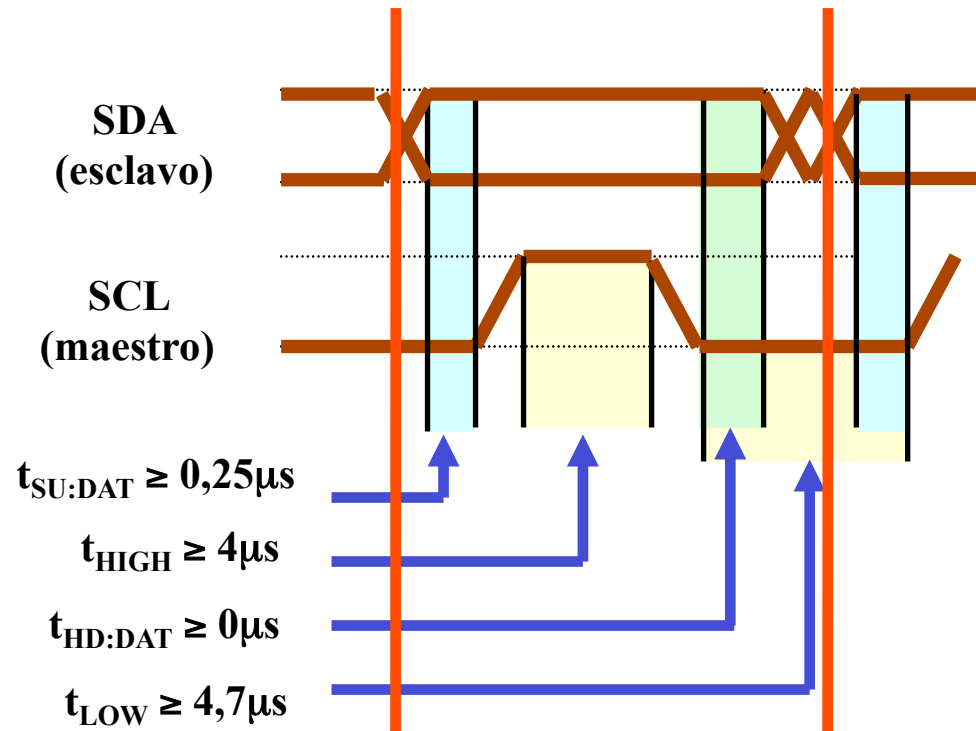 SDA
(esclavo)
SCL
(maestro)
tSU:DAT ≥ 0,25μs
tHIGH ≥ 4μs
tHD:DAT ≥ 0μs
tLOW ≥ 4,7μs